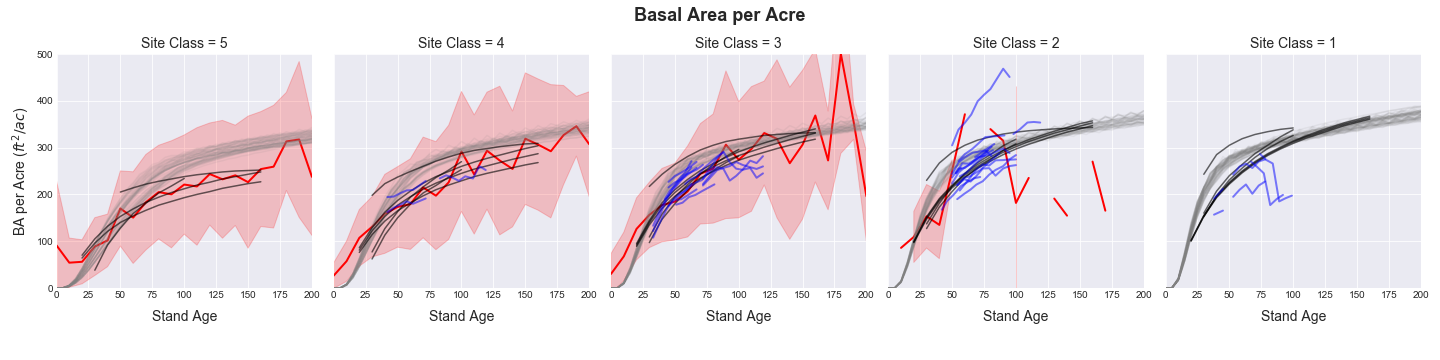 Basal Area per Acre
Site Class = 5
Site Class = 4
Site Class = 3
Site Class = 2
Site Class = 1
BA per Acre (ft²/ac)
500
400
300
200
100
0
0 25 50 75 100 125 150 175 200
0 25 50 75 100 125 150 175 200
0 25 50 75 100 125 150 175 200
0 25 50 75 100 125 150 175 200
0 25 50 75 100 125 150 175 200
Stand Age
Stand Age
Stand Age
Stand Age
Stand Age